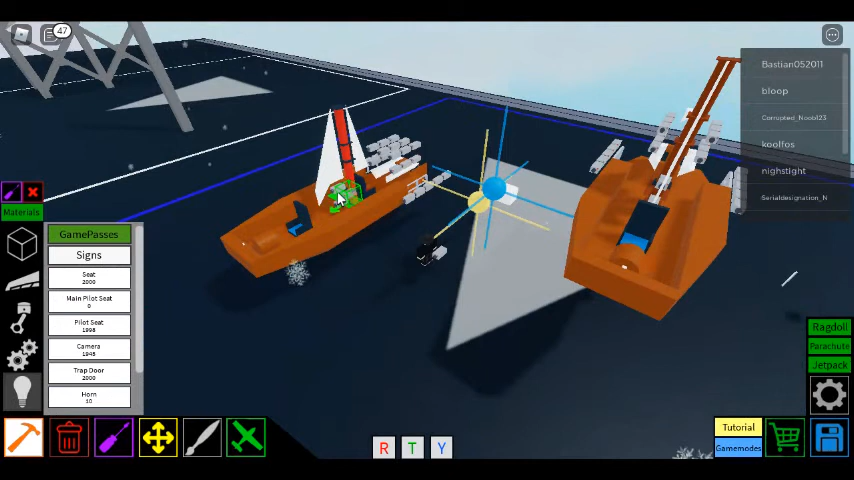 47
Bastian052011
bloop
Corrupted_Noob123
koolfos
nightsight
Serialdesignation_N
Materials
GamePasses
Signs
Seat
2000
Main Pilot Seat
0
Pilot Seat
1998
Camera
1948
Trap Door
2000
Horn
10
Ragdoll
Parachute
Jetpack
R T Y
Tutorial
Gamemodes